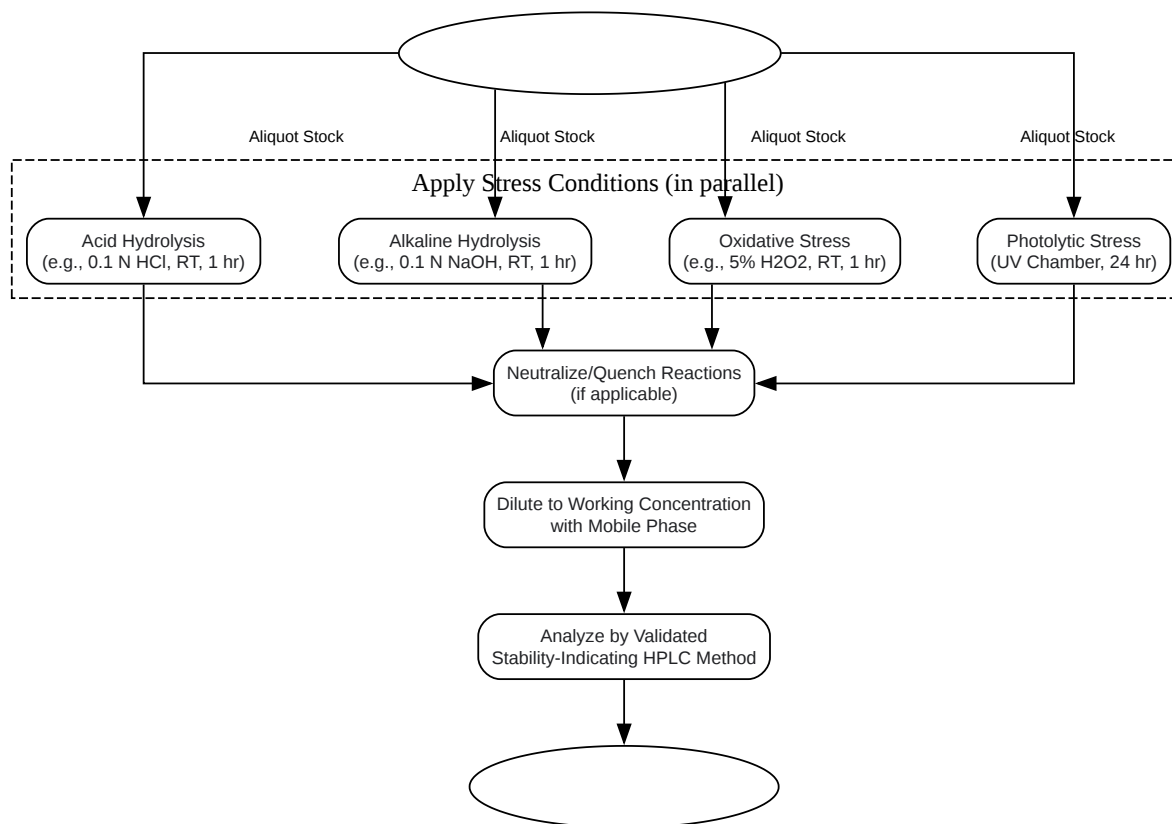 Aliquot Stock
Aliquot Stock
Aliquot Stock
Aliquot Stock
Apply Stress Conditions (in parallel)
Acid Hydrolysis
(e.g., 0.1 N HCl, RT, 1 hr)
Alkaline Hydrolysis
(e.g., 0.1 N NaOH, RT, 1 hr)
Oxidative Stress
(e.g., 5% H2O2, RT, 1 hr)
Photolytic Stress
(UV Chamber, 24 hr)
Neutralize/Quench Reactions
(if applicable)
Dilute to Working Concentration
with Mobile Phase
Analyze by Validated
Stability-Indicating HPLC Method